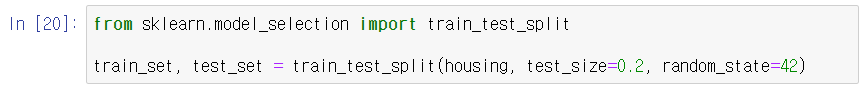 In [20]: from sklearn.model_selection import train_test_split
train_set, test_set = train_test_split(housing, test_size=0.2, random_state=42)